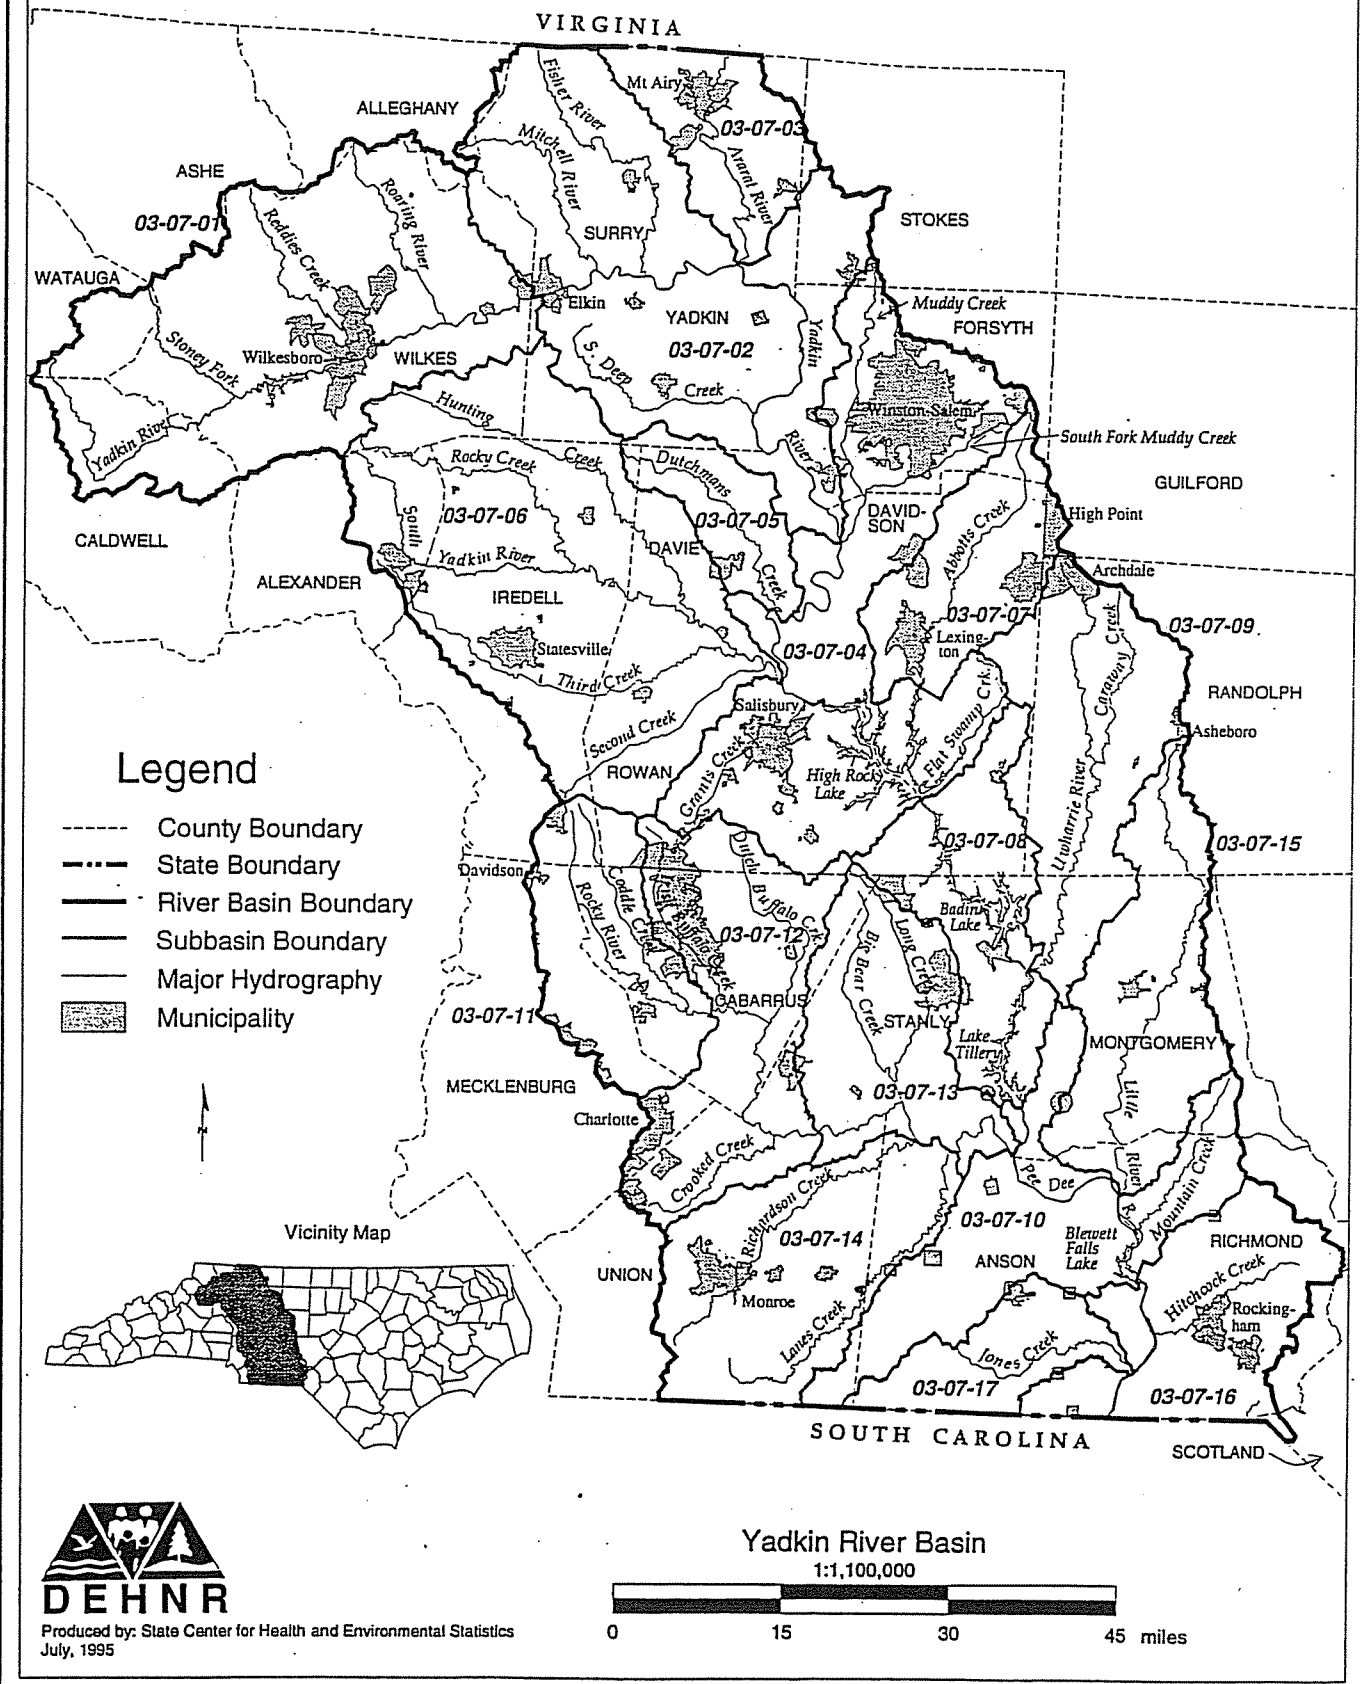 VIRGINIA
Mt Airy
Fisher River
ALLEGHANY
03-07-03
Mitchell River
Ararat River
ASHE
Roaring River
03-07-01
Reddies Creek
STOKES
SURRY
WATAUGA
Elkin
Muddy Creek
YADKIN
FORSYTH
Yadkin
River
03-07-02
Stoney Fork
Wilkesboro
WILKES
S. Deep
Creek
Winston-Salem
Hunting
Creek
Yadkin River
South Fork Muddy Creek
Rocky Creek
Dutchmans
Creek
GUILFORD
03-07-06
03-07-05
DAVID-
SON
Abbotts Creek
High Point
CALDWELL
South
Yadkin River
DAVIE
ALEXANDER
Archdale
IREDELL
03-07-07
03-07-09
Statesville
Lexing-
ton
Caraway Creek
03-07-04
Third Creek
RANDOLPH
Salisbury
Flat Swamp Crk.
Second Creek
Asheboro
ROWAN
Grants Creek
High Rock
Lake
Uwharrie River
03-07-08
03-07-15
Davidson
Rocky River
Coddle Creek
Irish Buffalo Creek
Dutch Buffalo Crk
03-07-12
Badin
Lake
Long Creek
Big Bear Creek
CABARRUS
STANLY
03-07-11
Lake
Tillery
MONTGOMERY
MECKLENBURG
03-07-13
Little
River
Charlotte
Crooked Creek
Pee Dee
R.
Mountain Creek
Richardson Creek
03-07-14
03-07-10
Blewett
Falls
Lake
RICHMOND
UNION
ANSON
Hitchcock Creek
Monroe
Rocking-
ham
Lanes Creek
Jones Creek
03-07-17
03-07-16
SOUTH CAROLINA
SCOTLAND
Legend
County Boundary
State Boundary
River Basin Boundary
Subbasin Boundary
Major Hydrography
Municipality
N
Vicinity Map
DEHNR
Produced by: State Center for Health and Environmental Statistics
July, 1995
Yadkin River Basin
1:1,100,000
0 15 30 45 miles